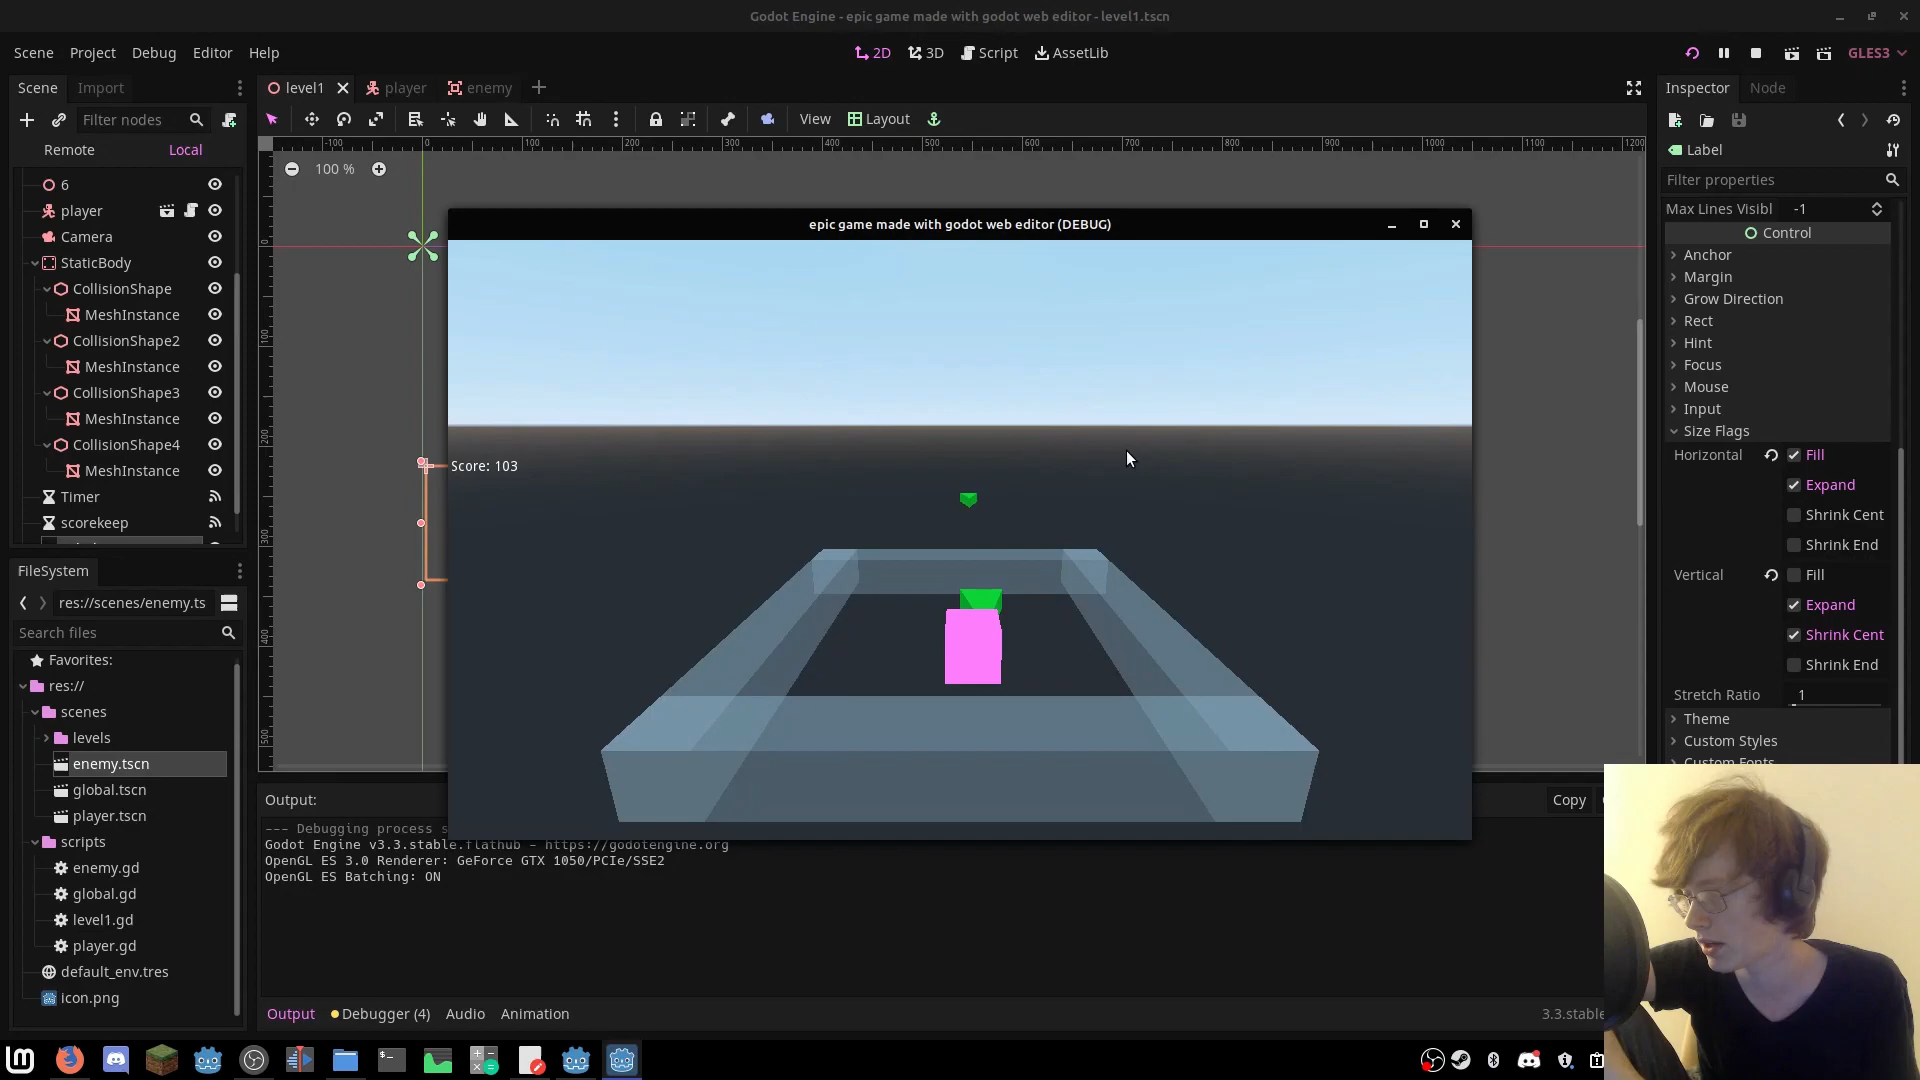 Godot Engine - epic game made with godot web editor - level1.tscn
Scene Project Debug Editor Help
2D 3D Script AssetLib
GLES3
Scene Import
Filter nodes
Remote Local
6
player
Camera
StaticBody
CollisionShape
MeshInstance
CollisionShape2
MeshInstance
CollisionShape3
MeshInstance
CollisionShape4
MeshInstance
Timer
scorekeep
FileSystem
res://scenes/enemy.ts
Search files
Favorites:
res://
scenes
levels
enemy.tscn
global.tscn
player.tscn
scripts
enemy.gd
global.gd
level1.gd
player.gd
default_env.tres
icon.png
level1 player enemy
View Layout
-100 0 100 200 300 400 500 600 700 800 900 1000 1100 1200
100 %
0
100
200
300
400
500
epic game made with godot web editor (DEBUG)
Score: 103
Output:
Copy
--- Debugging process s
Godot Engine v3.3.stable.flathub - https://godotengine.org
OpenGL ES 3.0 Renderer: GeForce GTX 1050/PCIe/SSE2
OpenGL ES Batching: ON
Output Debugger (4) Audio Animation
3.3.stable
Inspector Node
Label
Filter properties
Max Lines Visibl -1
Control
Anchor
Margin
Grow Direction
Rect
Hint
Focus
Mouse
Input
Size Flags
Horizontal Fill
Expand
Shrink Cent
Shrink End
Vertical Fill
Expand
Shrink Cent
Shrink End
Stretch Ratio 1
Theme
Custom Styles
Custom Fonts